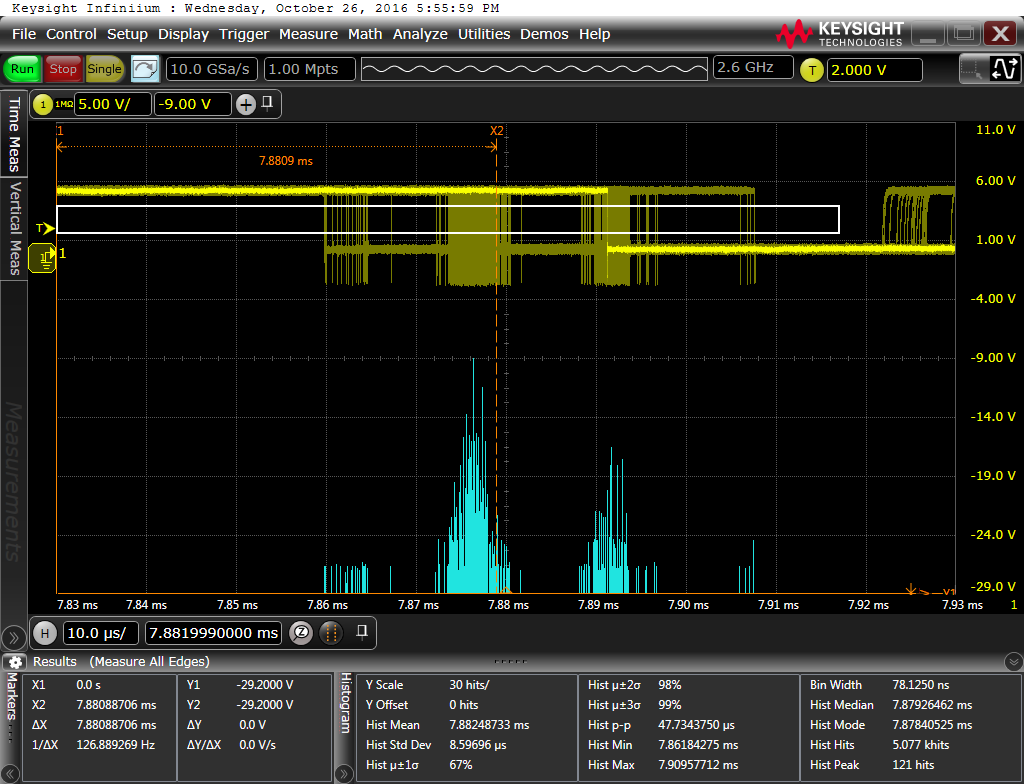 Keysight Infiniium : Wednesday, October 26, 2016 5:55:59 PM
File Control Setup Display Trigger Measure Math Analyze Utilities Demos Help
KEYSIGHT
TECHNOLOGIES
Run Stop Single 10.0 GSa/s 1.00 Mpts 2.6 GHz T 2.000 V
Time Meas
Vertical Meas
Measurements
1 1MΩ 5.00 V/ -9.00 V
1 X2
7.8809 ms
T
1
1
11.0 V
6.00 V
1.00 V
-4.00 V
-9.00 V
-14.0 V
-19.0 V
-24.0 V
-29.0 V
Y1
7.83 ms 7.84 ms 7.85 ms 7.86 ms 7.87 ms 7.88 ms 7.89 ms 7.90 ms 7.91 ms 7.92 ms 7.93 ms 1
H 10.0 µs/ 7.8819990000 ms
Results (Measure All Edges)
Markers
X1 0.0 s Y1 -29.2000 V
X2 7.88088706 ms Y2 -29.2000 V
ΔX 7.88088706 ms ΔY 0.0 V
1/ΔX 126.889269 Hz ΔY/ΔX 0.0 V/s
Histogram
Y Scale 30 hits/ Hist µ±2σ 98% Bin Width 78.1250 ns
Y Offset 0 hits Hist µ±3σ 99% Hist Median 7.87926462 ms
Hist Mean 7.88248733 ms Hist p-p 47.7343750 µs Hist Mode 7.87840525 ms
Hist Std Dev 8.59696 µs Hist Min 7.86184275 ms Hist Hits 5.077 khits
Hist µ±1σ 67% Hist Max 7.90957712 ms Hist Peak 121 hits